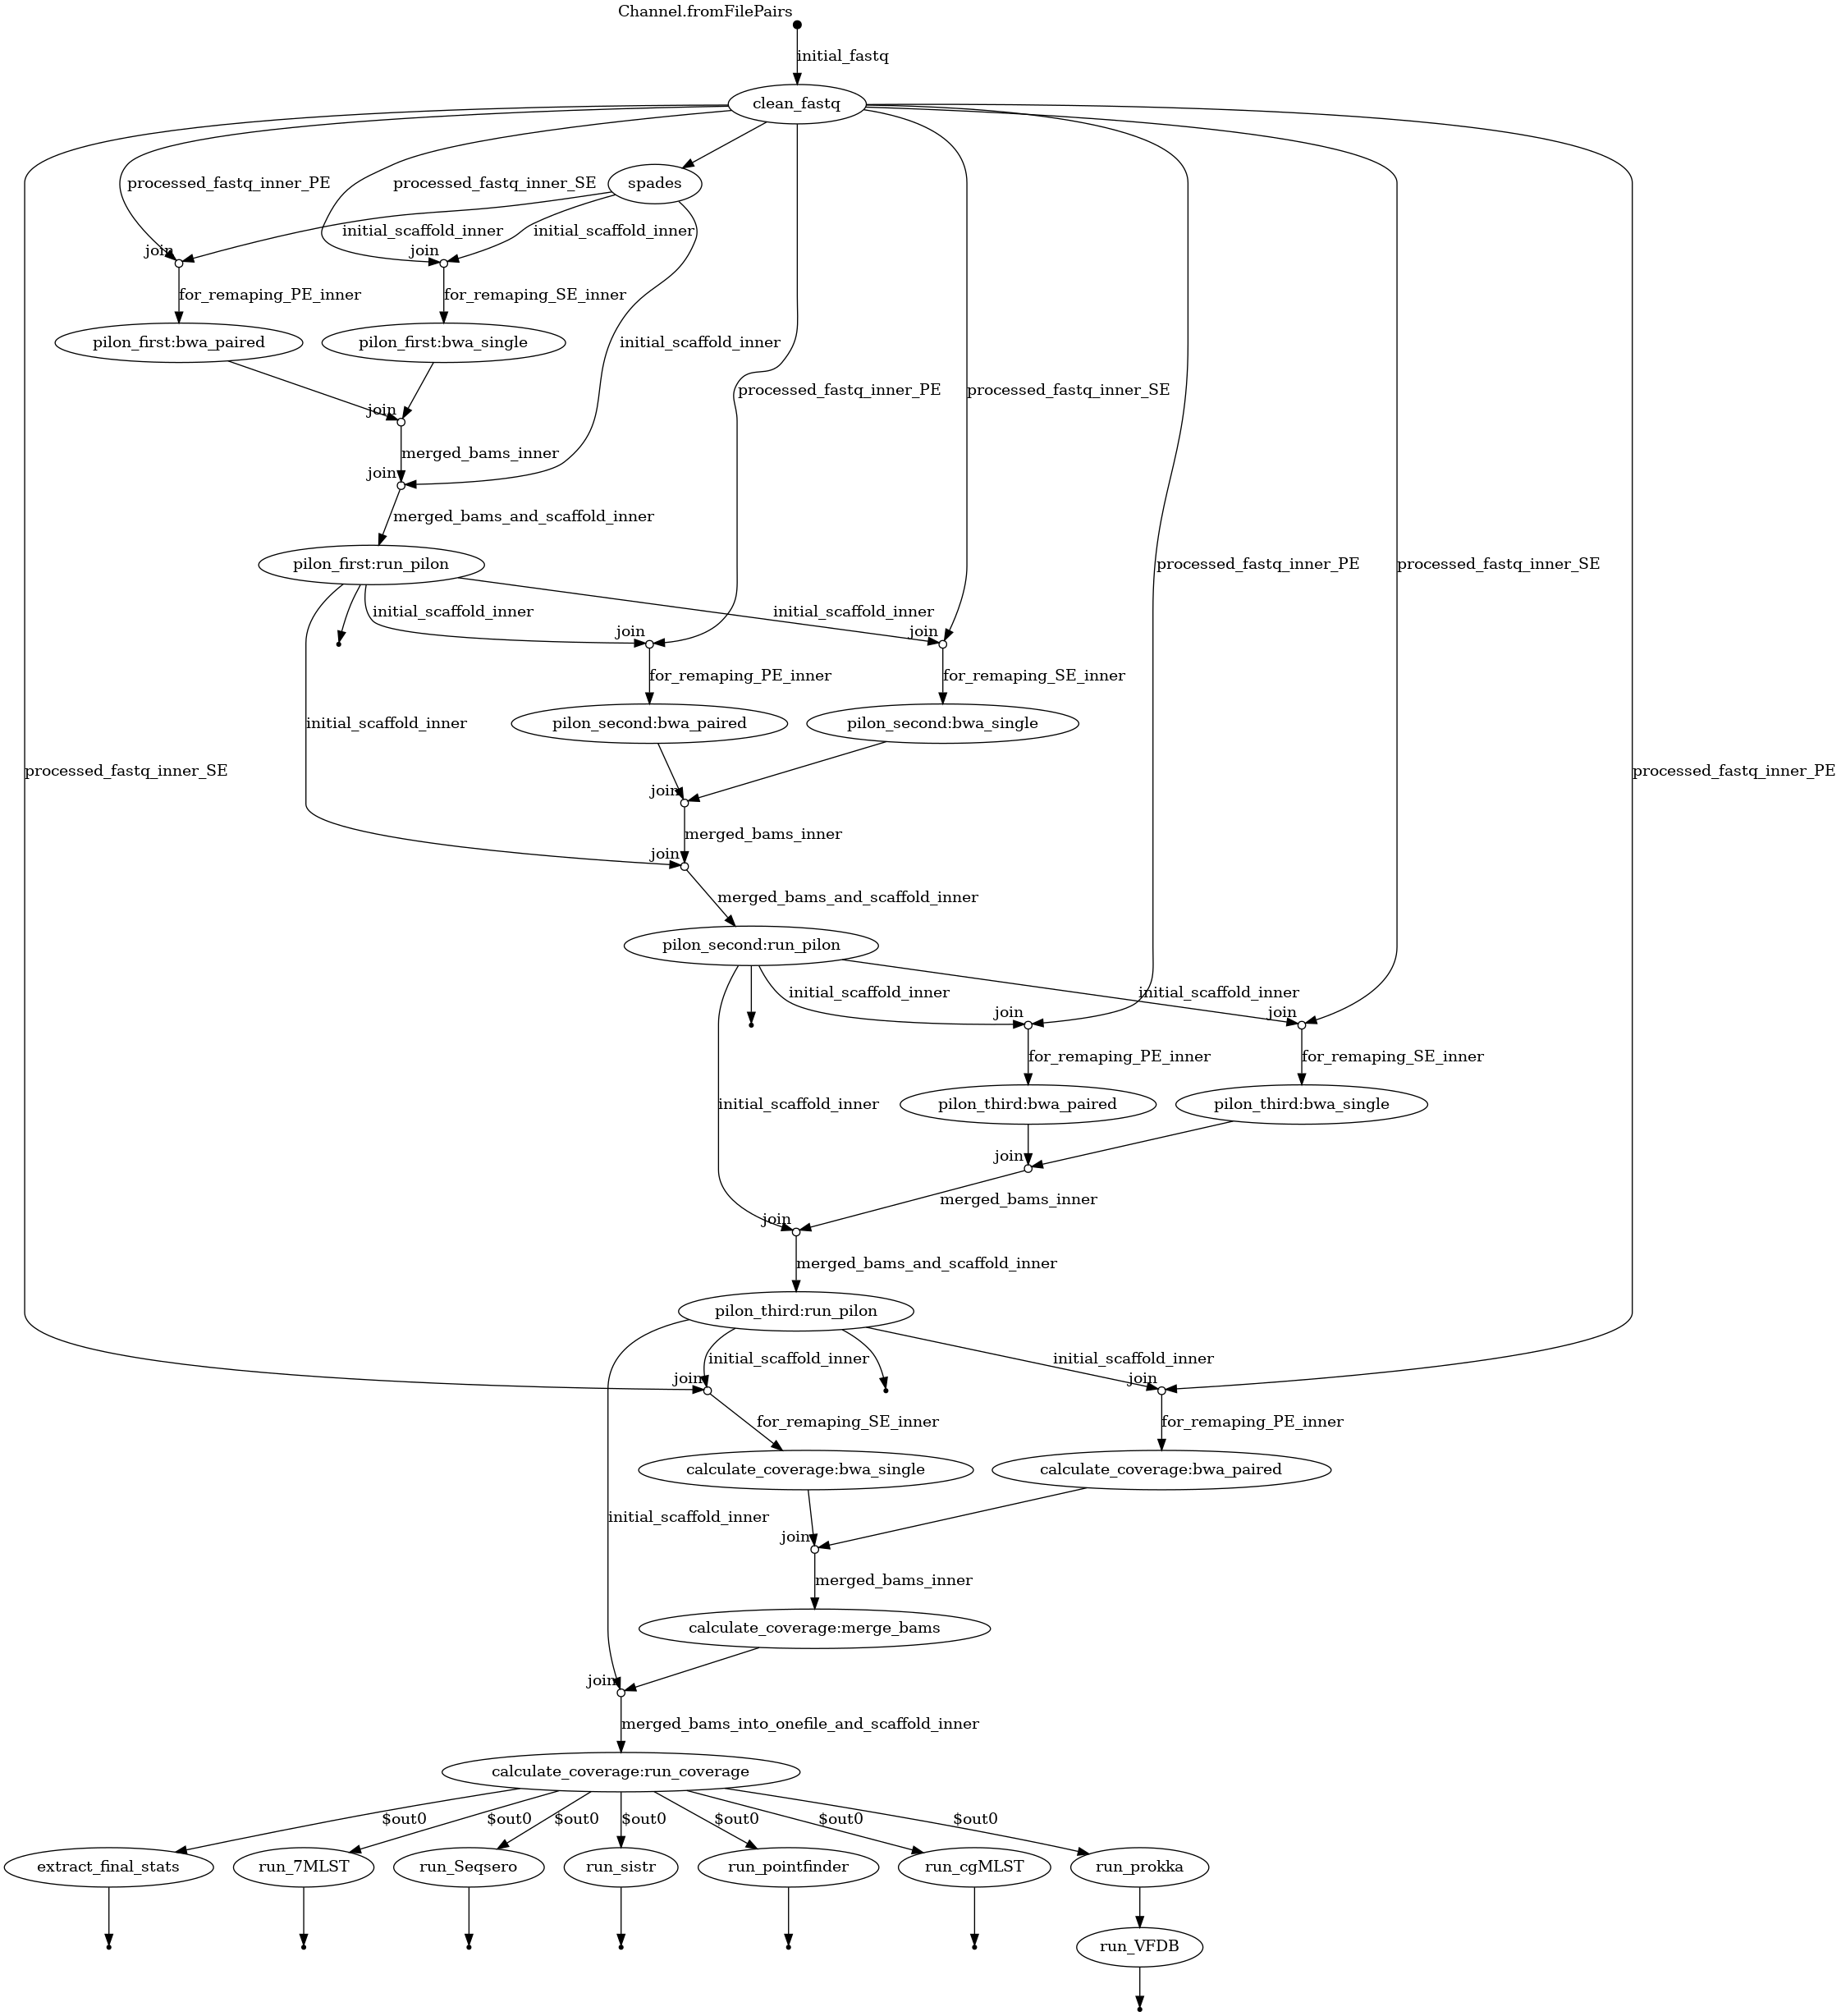 Channel.fromFilePairs
initial_fastq
clean_fastq
processed_fastq_inner_PE
processed_fastq_inner_SE
spades
initial_scaffold_inner
initial_scaffold_inner
join
join
for_remaping_PE_inner
for_remaping_SE_inner
pilon_first:bwa_paired
pilon_first:bwa_single
initial_scaffold_inner
processed_fastq_inner_PE
processed_fastq_inner_SE
join
merged_bams_inner
join
merged_bams_and_scaffold_inner
pilon_first:run_pilon
processed_fastq_inner_PE
processed_fastq_inner_SE
initial_scaffold_inner
initial_scaffold_inner
join
join
for_remaping_PE_inner
for_remaping_SE_inner
initial_scaffold_inner
pilon_second:bwa_paired
pilon_second:bwa_single
processed_fastq_inner_SE
processed_fastq_inner_PE
join
merged_bams_inner
join
merged_bams_and_scaffold_inner
pilon_second:run_pilon
initial_scaffold_inner
initial_scaffold_inner
join
join
for_remaping_PE_inner
for_remaping_SE_inner
initial_scaffold_inner
pilon_third:bwa_paired
pilon_third:bwa_single
join
merged_bams_inner
join
merged_bams_and_scaffold_inner
pilon_third:run_pilon
initial_scaffold_inner
initial_scaffold_inner
join
join
for_remaping_SE_inner
for_remaping_PE_inner
calculate_coverage:bwa_single
calculate_coverage:bwa_paired
initial_scaffold_inner
join
merged_bams_inner
calculate_coverage:merge_bams
join
merged_bams_into_onefile_and_scaffold_inner
calculate_coverage:run_coverage
$out0
$out0
$out0
$out0
$out0
$out0
$out0
extract_final_stats
run_7MLST
run_Seqsero
run_sistr
run_pointfinder
run_cgMLST
run_prokka
run_VFDB